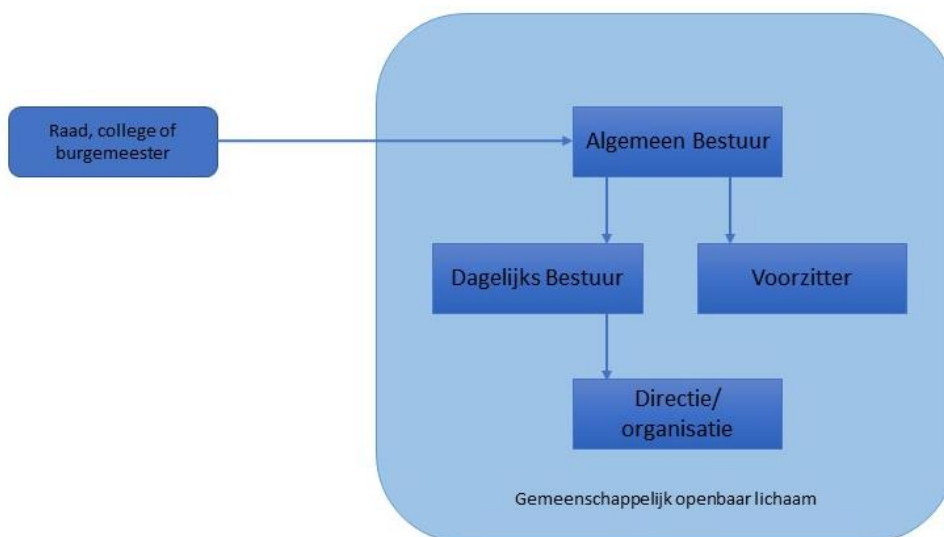 Raad, college of
burgemeester
Algemeen Bestuur
Dagelijks Bestuur
Voorzitter
Directie/
organisatie
Gemeenschappelijk openbaar lichaam